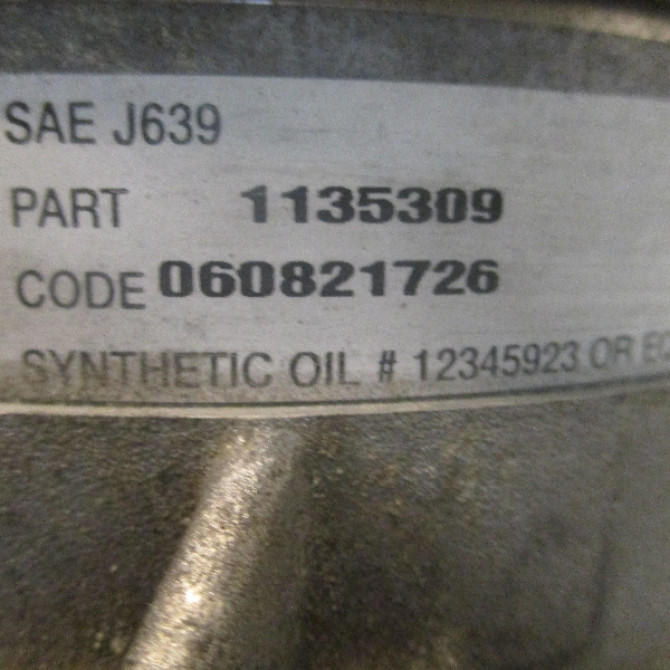 SAE J639
PART 1135309
CODE 060821726
SYNTHETIC OIL # 12345923 OR